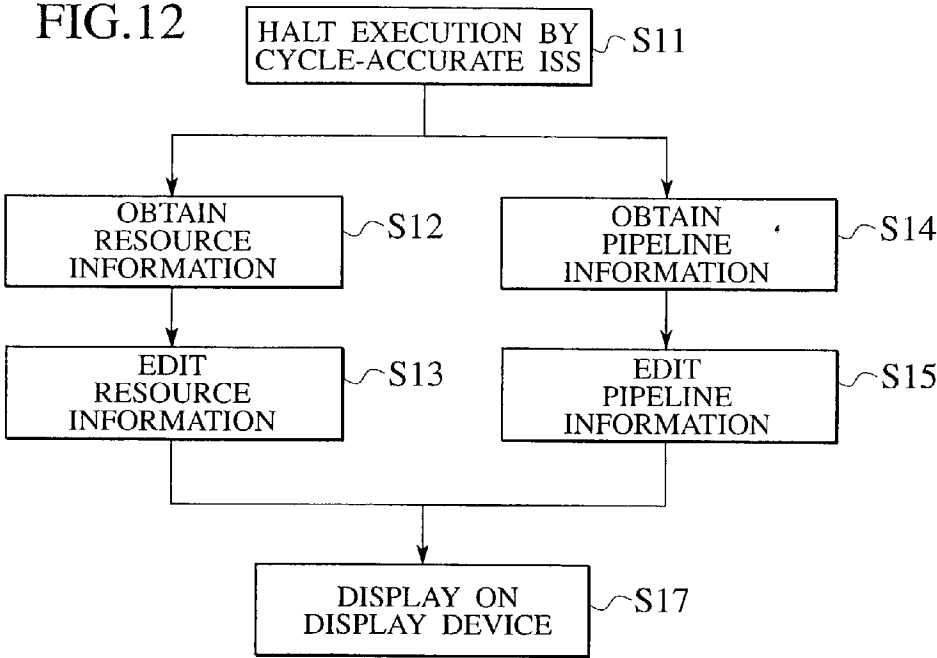 FIG.12
HALT EXECUTION BY
CYCLE-ACCURATE ISS
S11
OBTAIN
RESOURCE
INFORMATION
S12
OBTAIN
PIPELINE
INFORMATION
S14
EDIT
RESOURCE
INFORMATION
S13
EDIT
PIPELINE
INFORMATION
S15
DISPLAY ON
DISPLAY DEVICE
S17